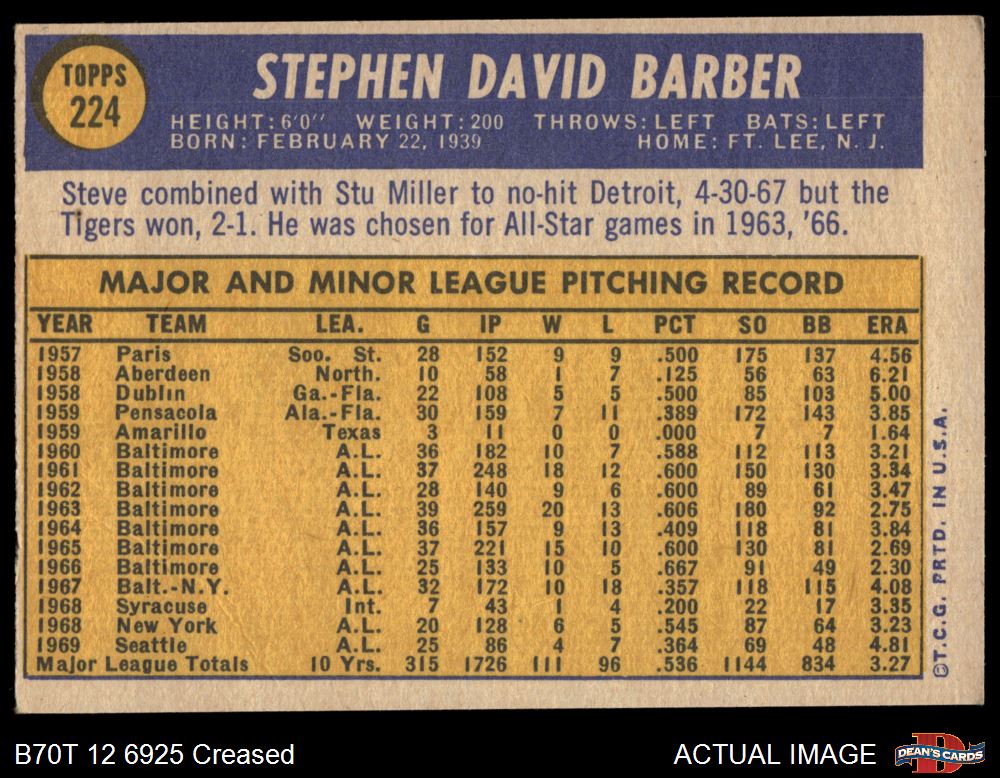 TOPPS
224
STEPHEN DAVID BARBER
HEIGHT: 6'0'' WEIGHT: 200 THROWS: LEFT BATS: LEFT
BORN: FEBRUARY 22, 1939 HOME: FT. LEE, N. J.
Steve combined with Stu Miller to no-hit Detroit, 4-30-67 but the
Tigers won, 2-1. He was chosen for All-Star games in 1963, '66.
MAJOR AND MINOR LEAGUE PITCHING RECORD
YEAR TEAM LEA. G IP W L PCT SO BB ERA
1957 Paris Soo. St. 28 152 9 9 .500 175 137 4.56
1958 Aberdeen North. 10 58 1 7 .125 56 63 6.21
1958 Dublin Ga.-Fla. 22 108 5 5 .500 85 103 5.00
1959 Pensacola Ala.-Fla. 30 159 7 11 .389 172 143 3.85
1959 Amarillo Texas 3 11 0 0 .000 7 7 1.64
1960 Baltimore A.L. 36 182 10 7 .588 112 113 3.21
1961 Baltimore A.L. 37 248 18 12 .600 150 130 3.34
1962 Baltimore A.L. 28 140 9 6 .600 89 61 3.47
1963 Baltimore A.L. 39 259 20 13 .606 180 92 2.75
1964 Baltimore A.L. 36 157 9 13 .409 118 81 3.84
1965 Baltimore A.L. 37 221 15 10 .600 130 81 2.69
1966 Baltimore A.L. 25 133 10 5 .667 91 49 2.30
1967 Balt.-N.Y. A.L. 32 172 10 18 .357 118 115 4.08
1968 Syracuse Int. 7 43 1 4 .200 22 17 3.35
1968 New York A.L. 20 128 6 5 .545 87 64 3.23
1969 Seattle A.L. 25 86 4 7 .364 69 48 4.81
Major League Totals 10 Yrs. 315 1726 111 96 .536 1144 834 3.27
©T.C.G. PRTD. IN U.S.A.
B70T 12 6925 Creased ACTUAL IMAGE
DEAN'S CARDS